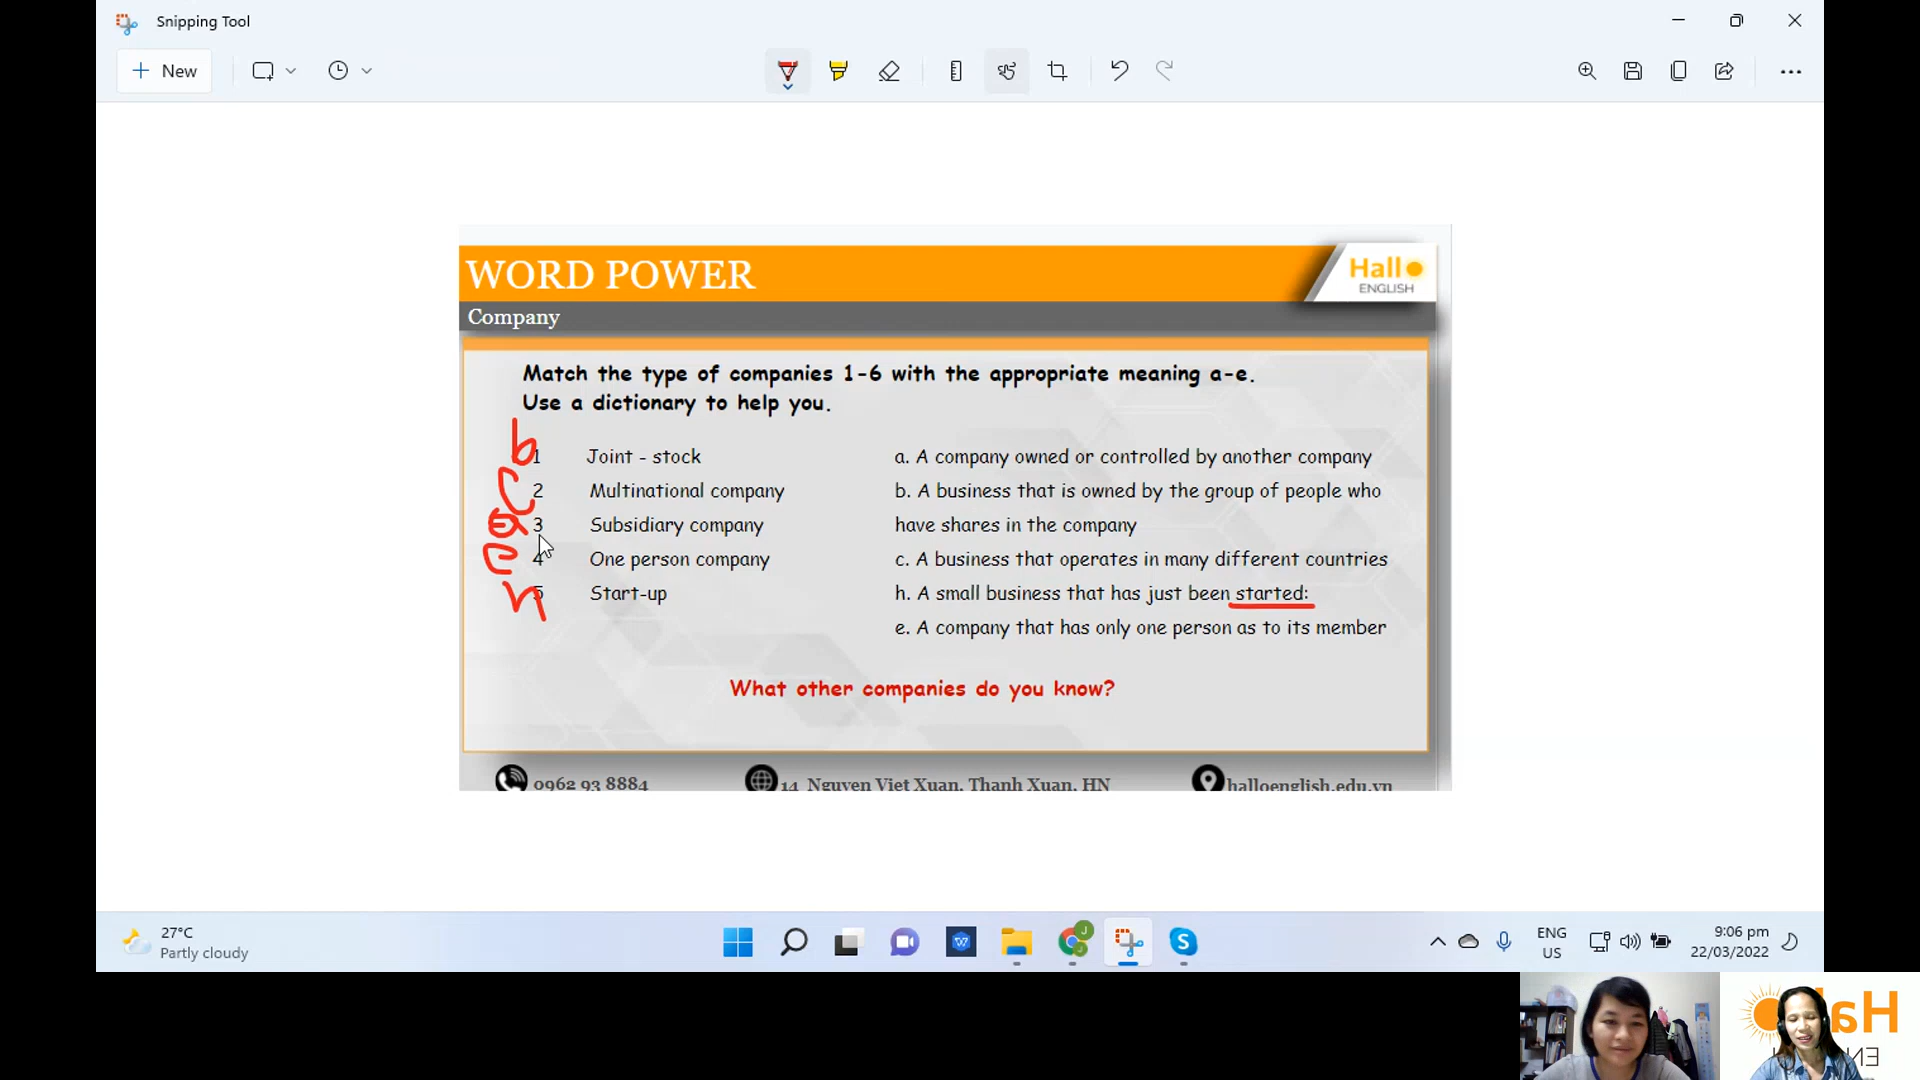 Snipping Tool
New
WORD POWER
Hallo
ENGLISH
Company
Match the type of companies 1-6 with the appropriate meaning a-e.
Use a dictionary to help you.
b 1 Joint - stock a. A company owned or controlled by another company
c 2 Multinational company b. A business that is owned by the group of people who
a 3 Subsidiary company have shares in the company
e 4 One person company c. A business that operates in many different countries
h 5 Start-up h. A small business that has just been started:
e. A company that has only one person as to its member
What other companies do you know?
0962 93 8884 14 Nguyen Viet Xuan, Thanh Xuan, HN halloenglish.edu.vn
27°C
Partly cloudy
ENG
US
9:06 pm
22/03/2022